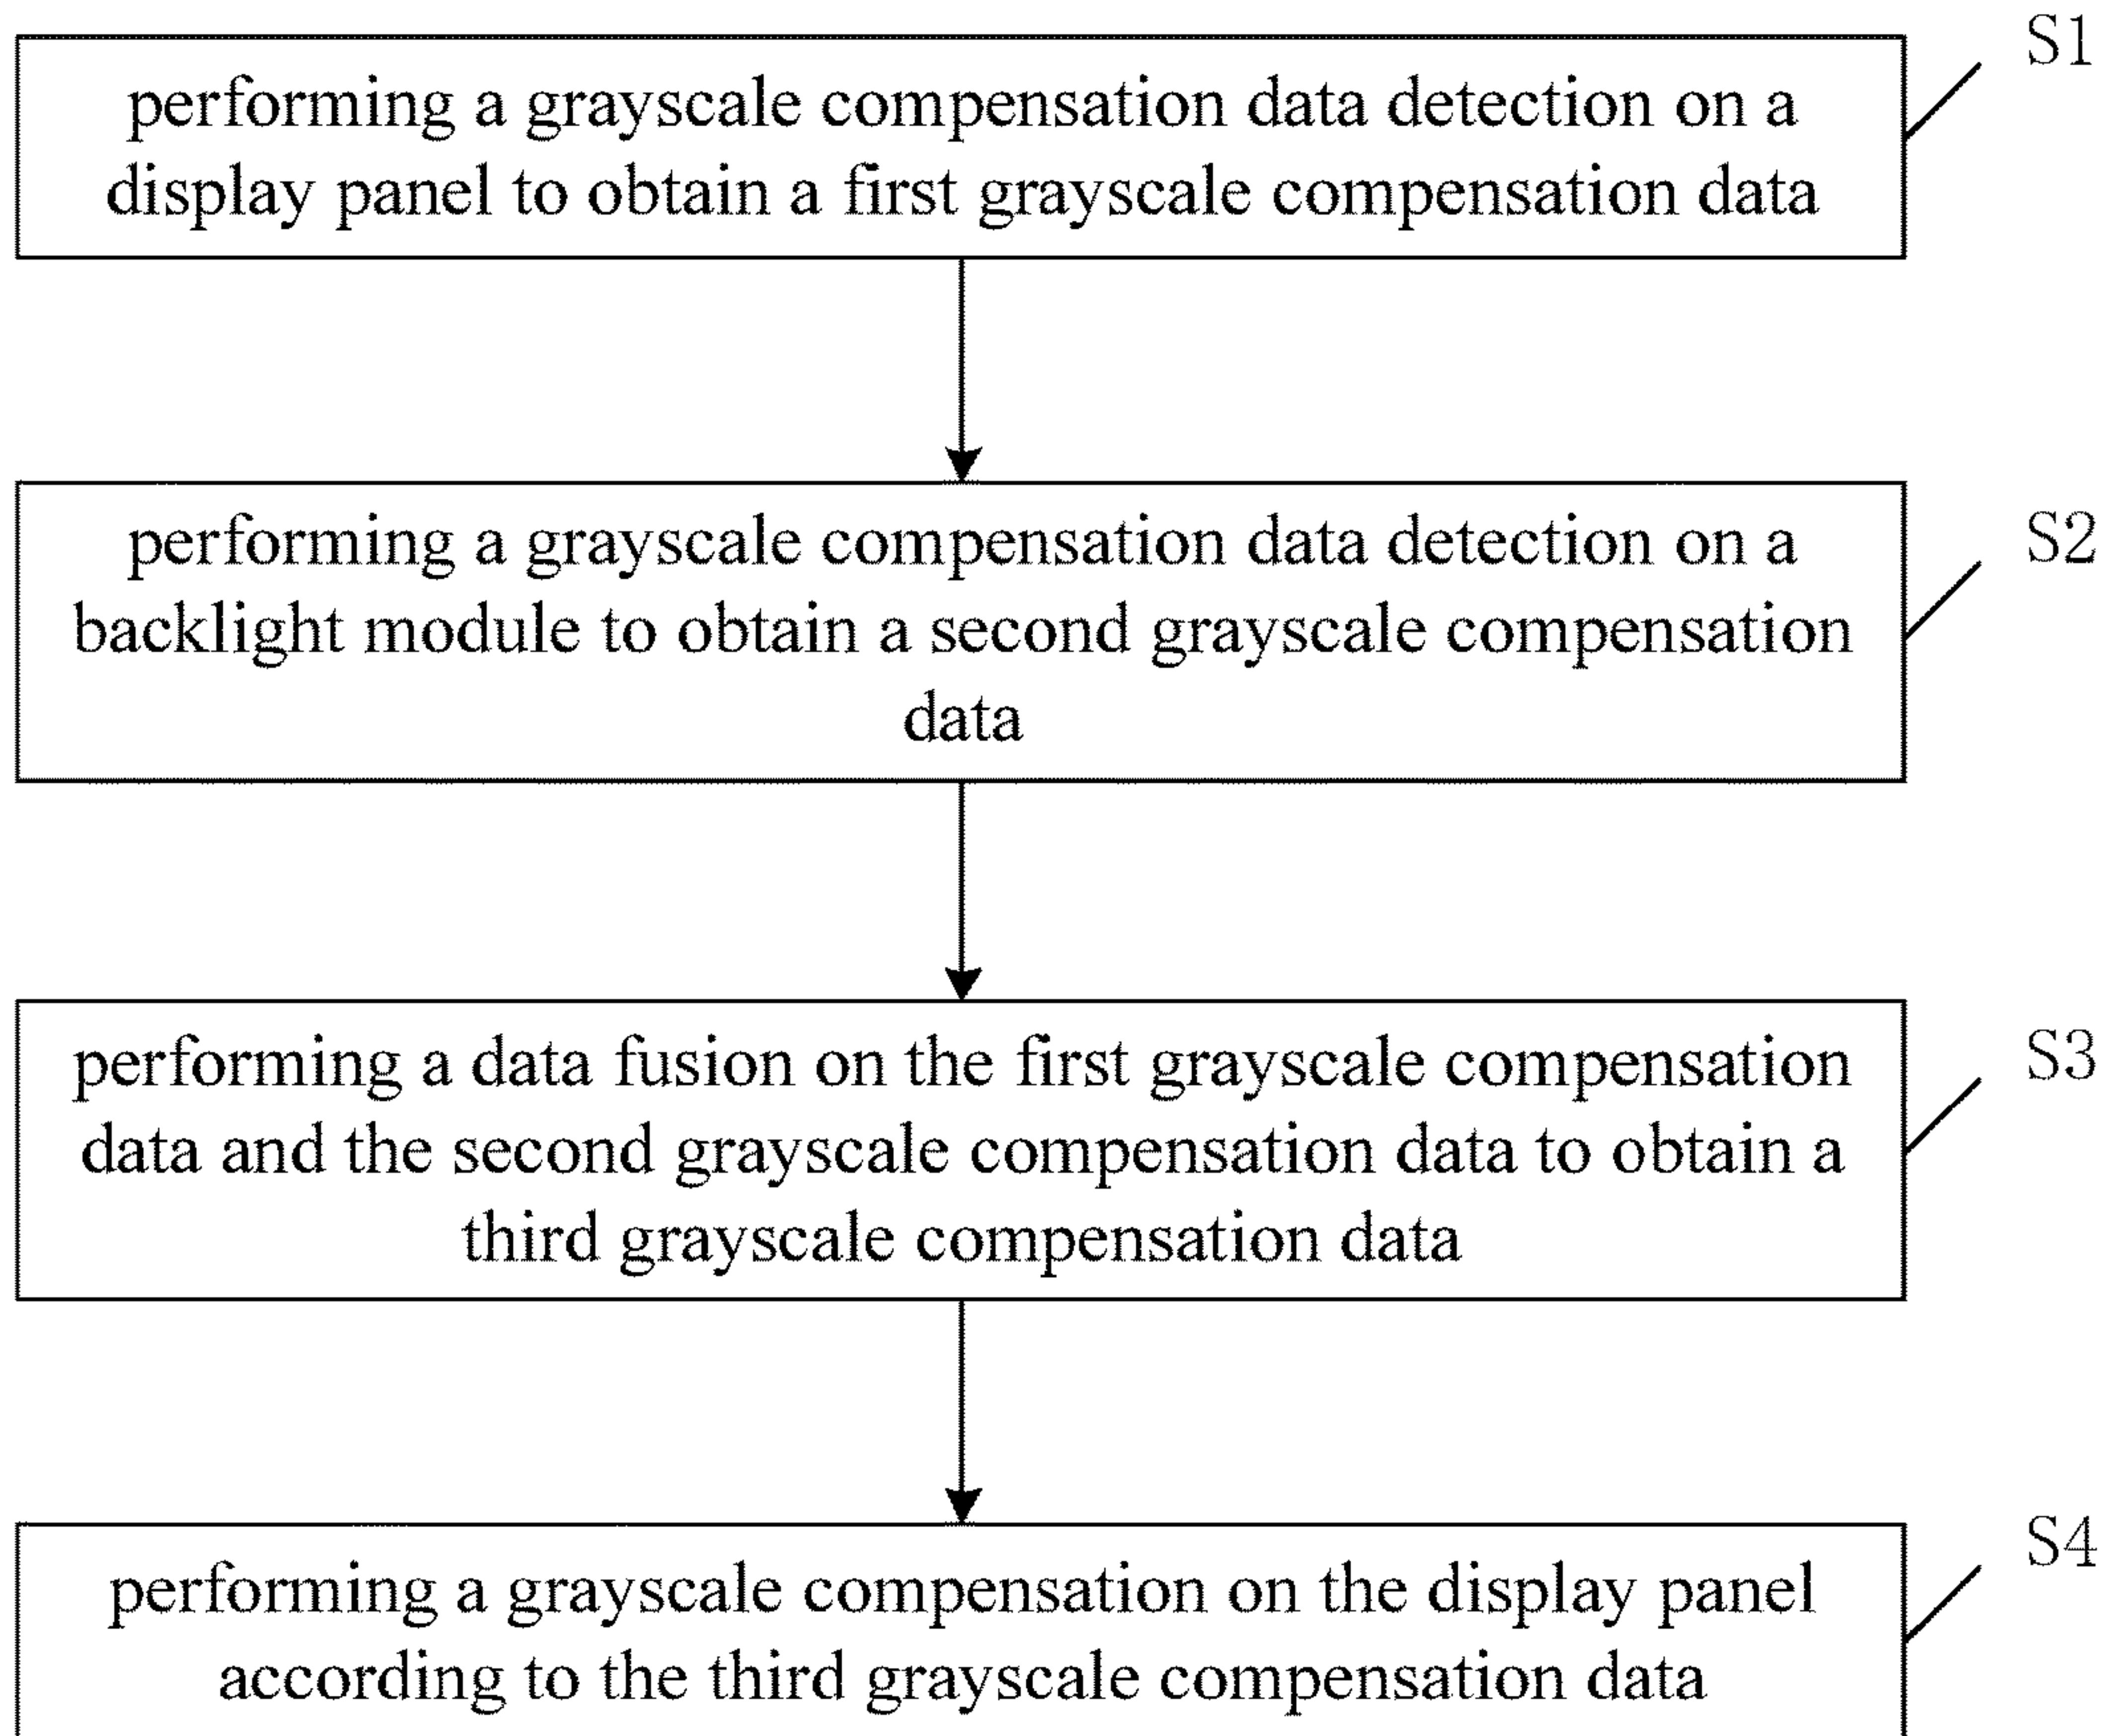 S1
performing a grayscale compensation data detection on a
display panel to obtain a first grayscale compensation data
S2
performing a grayscale compensation data detection on a
backlight module to obtain a second grayscale compensation
data
S3
performing a data fusion on the first grayscale compensation
data and the second grayscale compensation data to obtain a
third grayscale compensation data
S4
performing a grayscale compensation on the display panel
according to the third grayscale compensation data